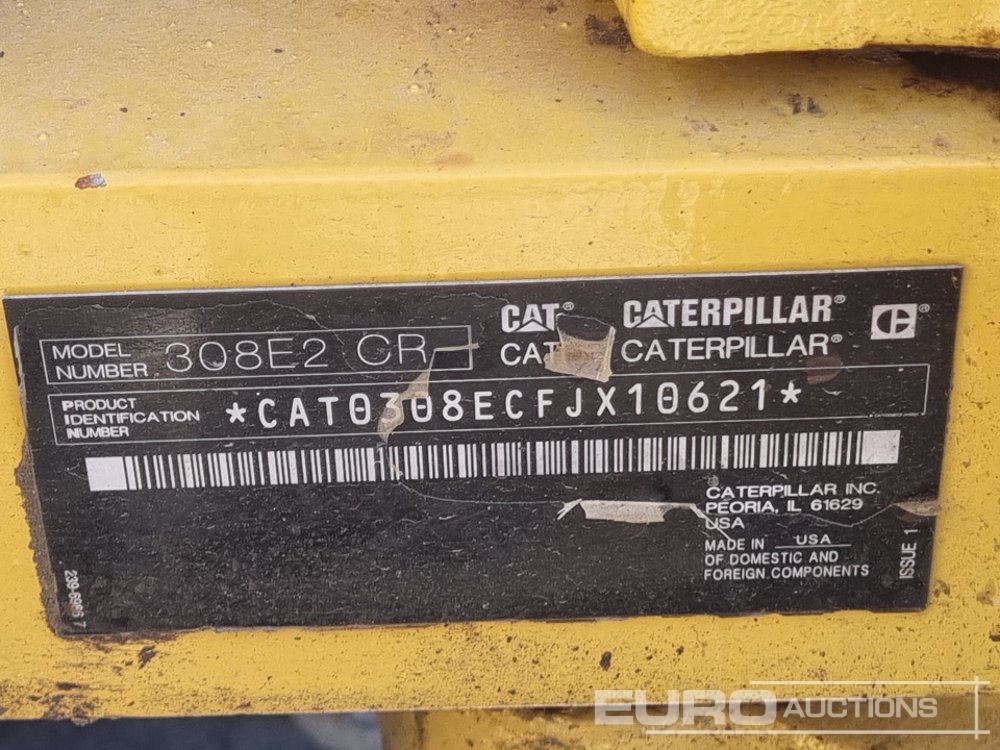 CAT® CATERPILLAR®
CAT CATERPILLAR®
MODEL NUMBER 308E2 CR
PRODUCT IDENTIFICATION NUMBER *CAT0308ECFJX10621*
CATERPILLAR INC.
PEORIA, IL 61629
USA
MADE IN USA
OF DOMESTIC AND
FOREIGN COMPONENTS
ISSUE 1
EURO AUCTIONS